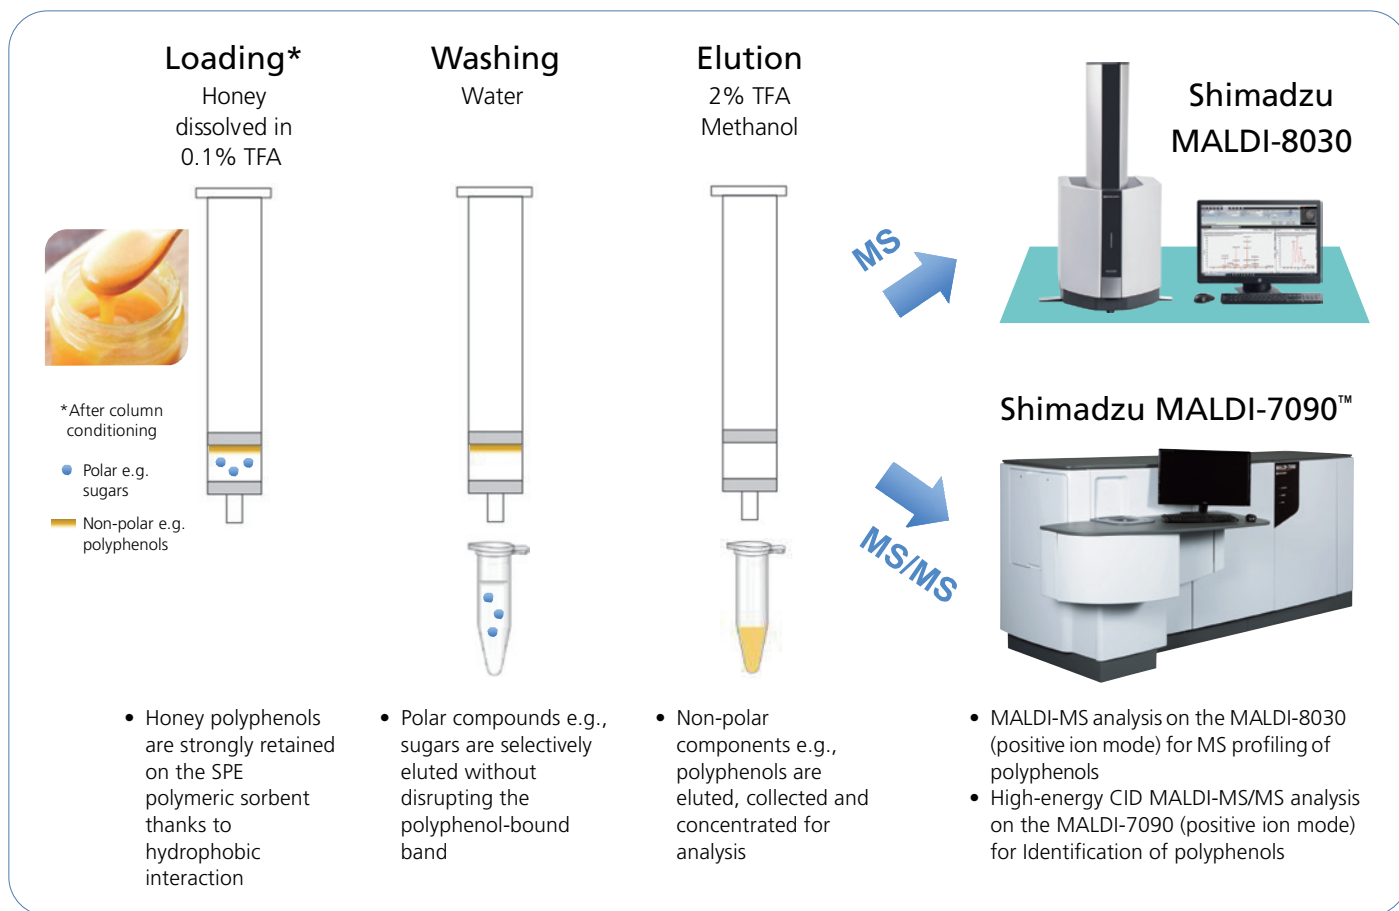 Loading*
Honey
dissolved in
0.1% TFA
Washing
Water
Elution
2% TFA
Methanol
MS
Shimadzu
MALDI-8030
*After column
conditioning
Polar e.g.
sugars
Non-polar e.g.
polyphenols
MS/MS
Shimadzu MALDI-7090™
• Honey polyphenols
are strongly retained
on the SPE
polymeric sorbent
thanks to
hydrophobic
interaction
• Polar compounds e.g.,
sugars are selectively
eluted without
disrupting the
polyphenol-bound
band
• Non-polar
components e.g.,
polyphenols are
eluted, collected and
concentrated for
analysis
• MALDI-MS analysis on the MALDI-8030
(positive ion mode) for MS profiling of
polyphenols
• High-energy CID MALDI-MS/MS analysis
on the MALDI-7090 (positive ion mode)
for Identification of polyphenols